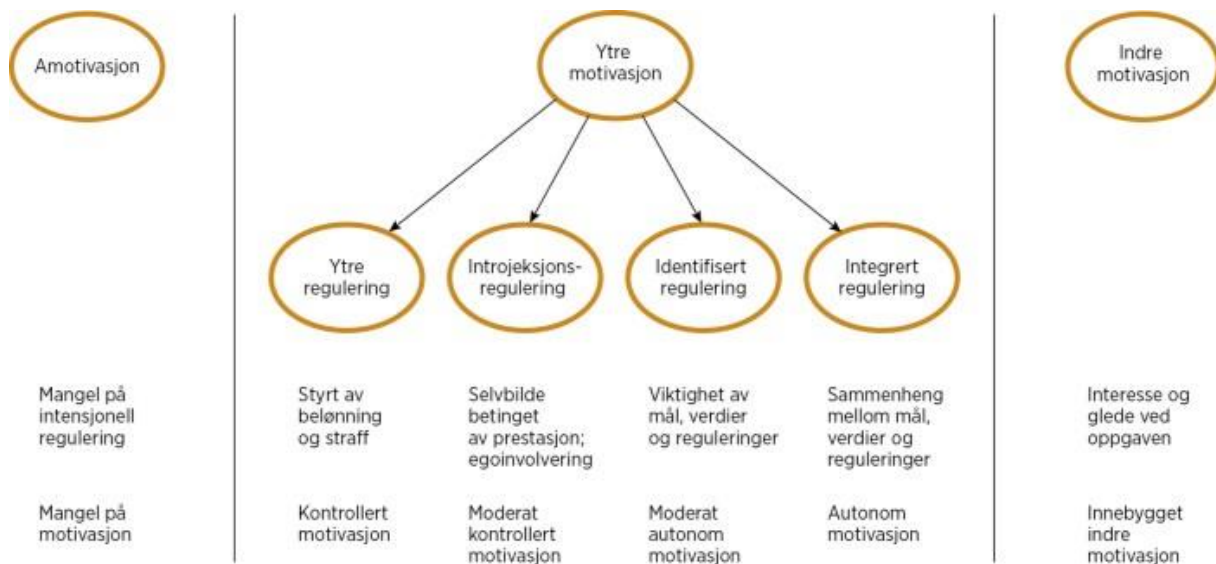 Amotivasjon
Ytre
motivasjon
Indre
motivasjon
Ytre
regulering
Introjeksjons-
regulering
Identifisert
regulering
Integrert
regulering
Mangel på
intensjonell
regulering
Styrt av
belønning
og straff
Selvbilde
betinget
av prestasjon;
egoinvolvering
Viktighet av
mål, verdier
og reguleringer
Sammenheng
mellom mål,
verdier og
reguleringer
Interesse og
glede ved
oppgaven
Mangel på
motivasjon
Kontrollert
motivasjon
Moderat
kontrollert
motivasjon
Moderat
autonom
motivasjon
Autonom
motivasjon
Innebygget
indre
motivasjon